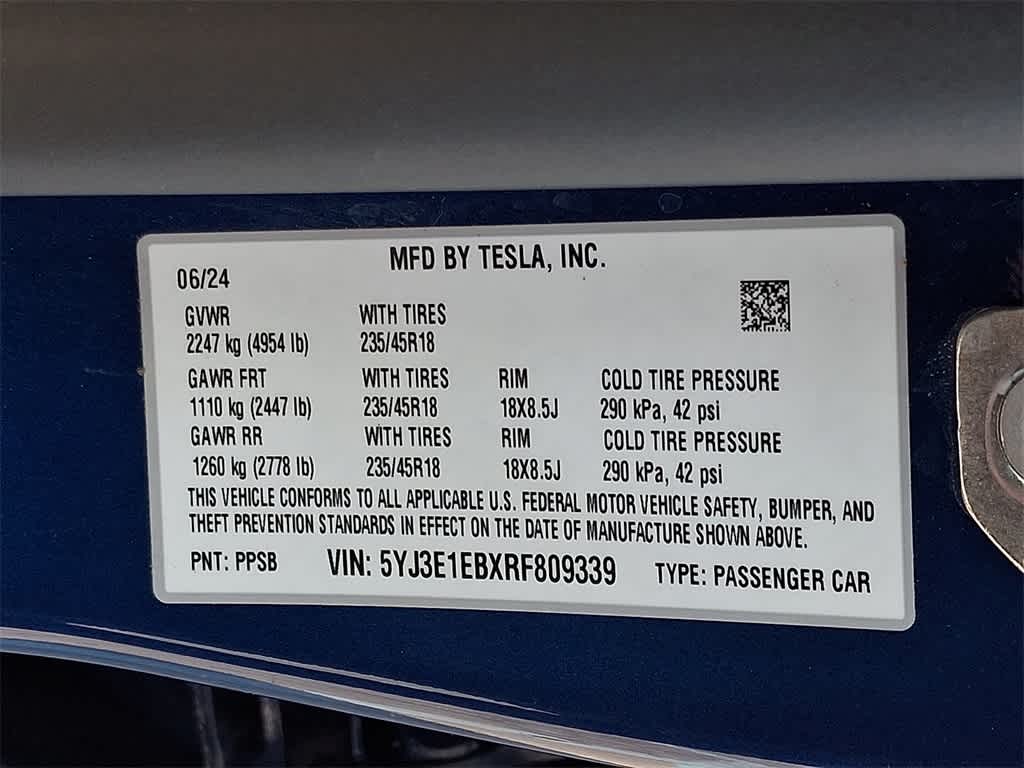 MFD BY TESLA, INC.
06/24
GVWR WITH TIRES
2247 kg (4954 lb) 235/45R18
GAWR FRT WITH TIRES RIM COLD TIRE PRESSURE
1110 kg (2447 lb) 235/45R18 18X8.5J 290 kPa, 42 psi
GAWR RR WITH TIRES RIM COLD TIRE PRESSURE
1260 kg (2778 lb) 235/45R18 18X8.5J 290 kPa, 42 psi
THIS VEHICLE CONFORMS TO ALL APPLICABLE U.S. FEDERAL MOTOR VEHICLE SAFETY, BUMPER, AND
THEFT PREVENTION STANDARDS IN EFFECT ON THE DATE OF MANUFACTURE SHOWN ABOVE.
PNT: PPSB VIN: 5YJ3E1EBXRF809339 TYPE: PASSENGER CAR